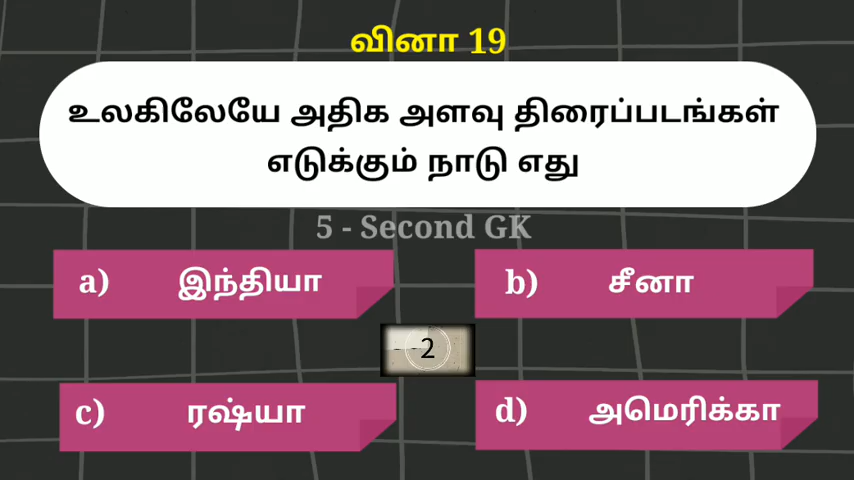 வினா 19
உலகிலேயே அதிக அளவு திரைப்படங்கள்
எடுக்கும் நாடு எது
5 - Second GK
a) இந்தியா
b) சீனா
2
c) ரஷ்யா
d) அமெரிக்கா